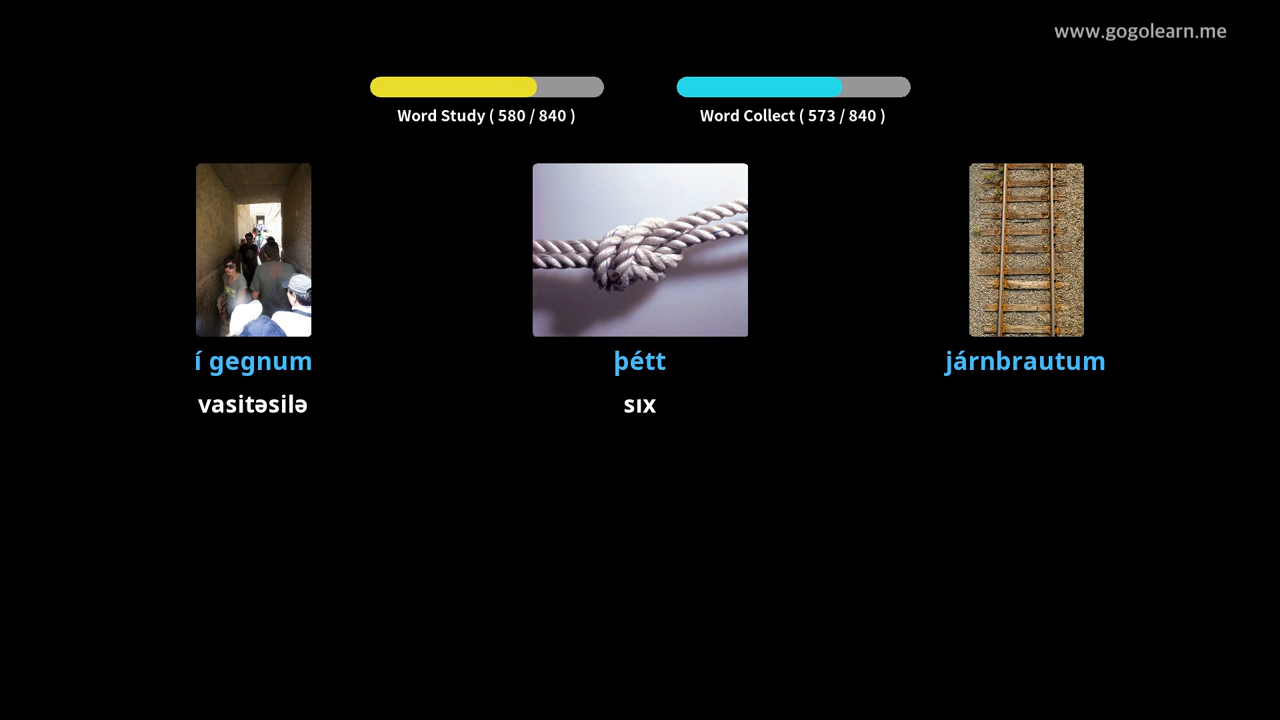 www.gogolearn.me
Word Study ( 580 / 840 )
Word Collect ( 573 / 840 )
í gegnum
þétt
járnbrautum
vasitəsilə
sıx